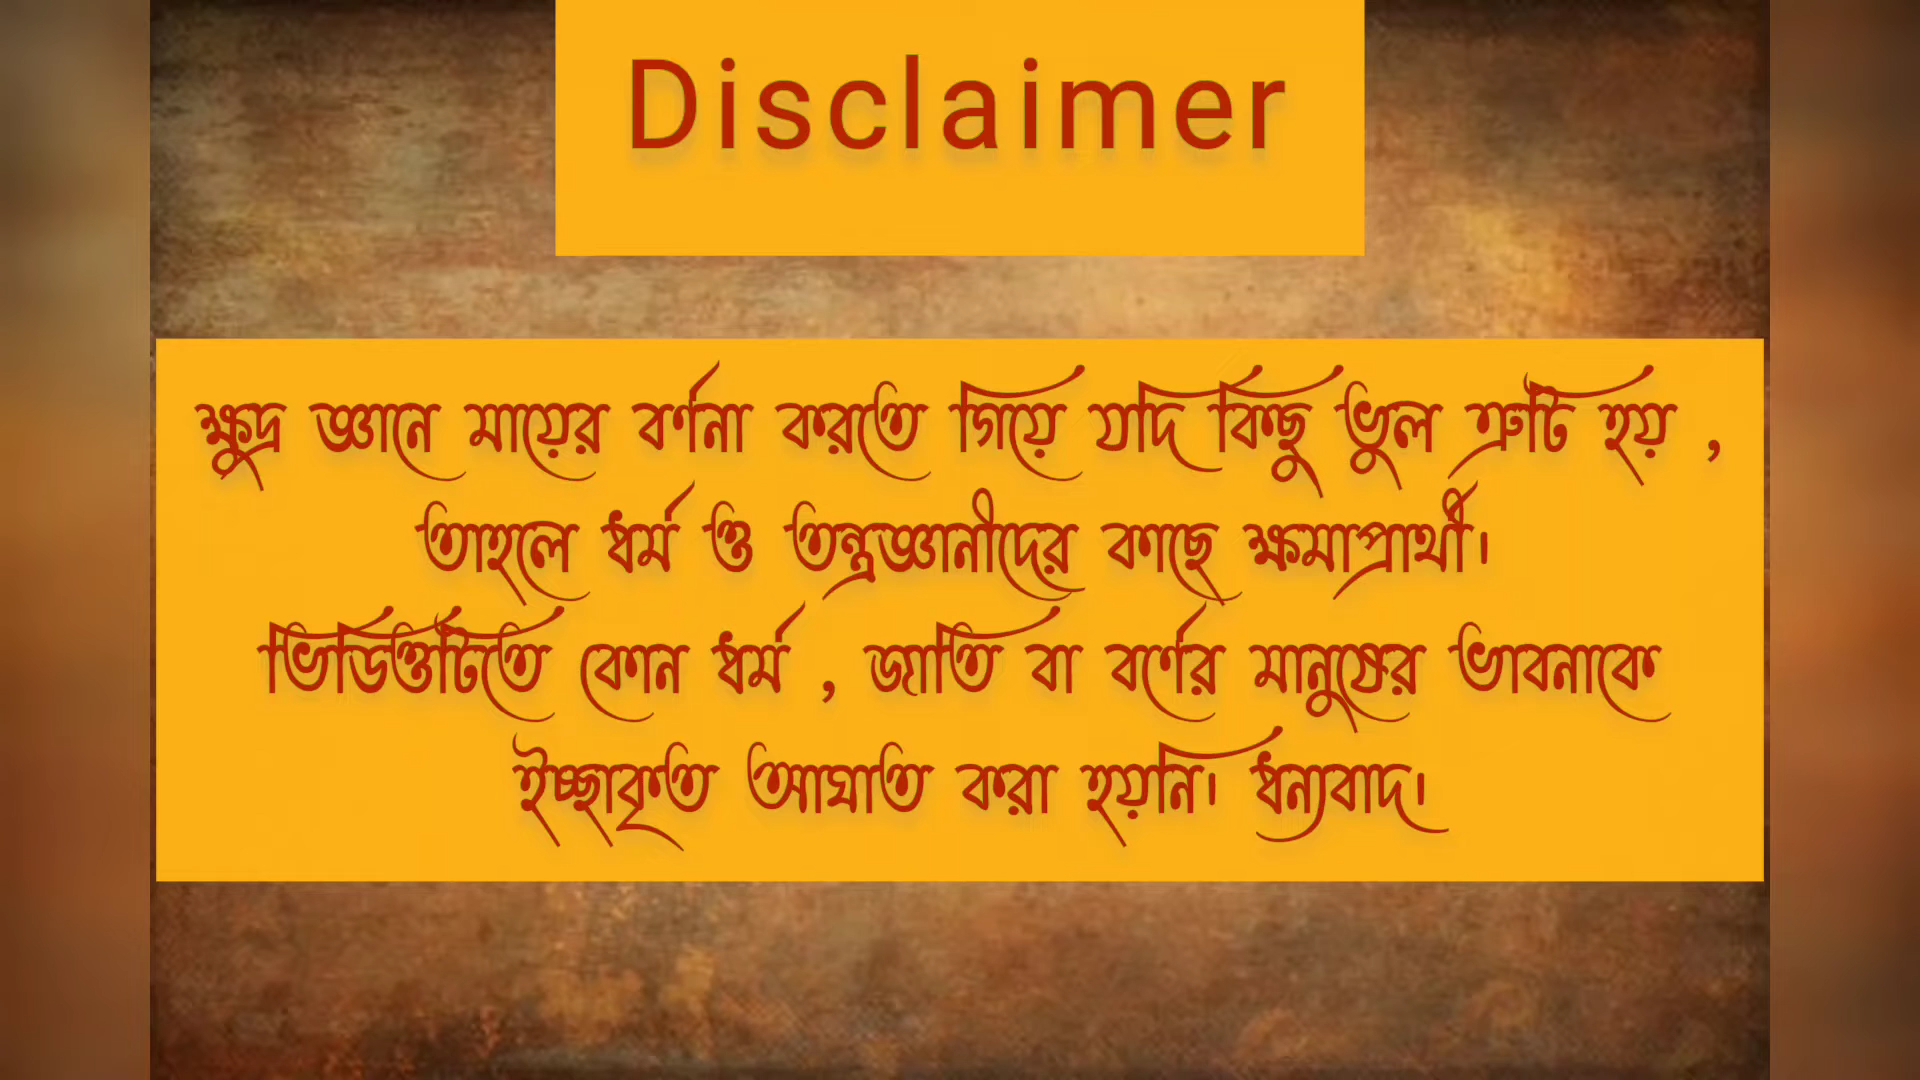 Disclaimer
ক্ষুদ্র জ্ঞানে মায়ের বর্ণনা করতে গিয়ে যদি কিছু ভুল ত্রুটি হয় ,
তাহলে ধর্ম ও তন্ত্রজ্ঞানীদের কাছে ক্ষমাপ্রার্থী।
ভিডিওটিতে কোন ধর্ম , জাতি বা বর্ণের মানুষের ভাবনাকে
ইচ্ছাকৃত আঘাত করা হয়নি। ধন্যবাদ।